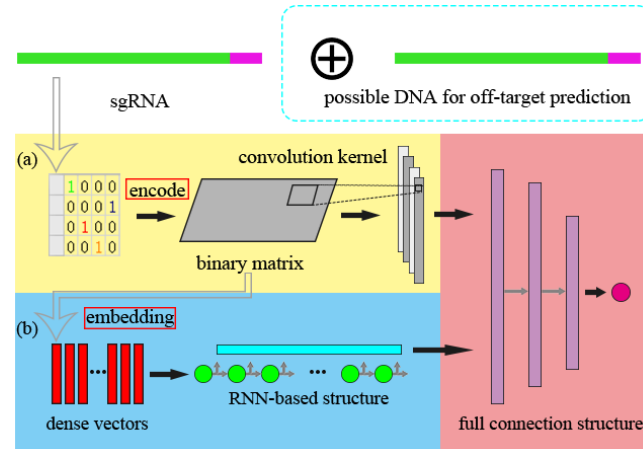 sgRNA
possible DNA for off-target prediction
(a)
convolution kernel
1 0 0 0
0 0 0 1
0 1 0 0
0 0 1 0
encode
binary matrix
(b)
embedding
...
...
dense vectors
RNN-based structure
full connection structure